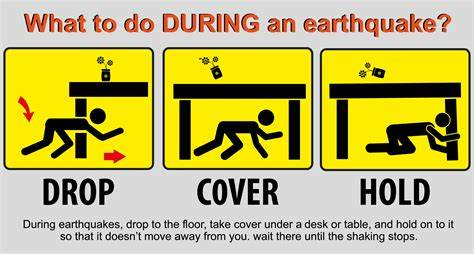 What to do DURING an earthquake?
DROP COVER HOLD
During earthquakes, drop to the floor, take cover under a desk or table, and hold on to it
so that it doesn't move away from you. wait there until the shaking stops.